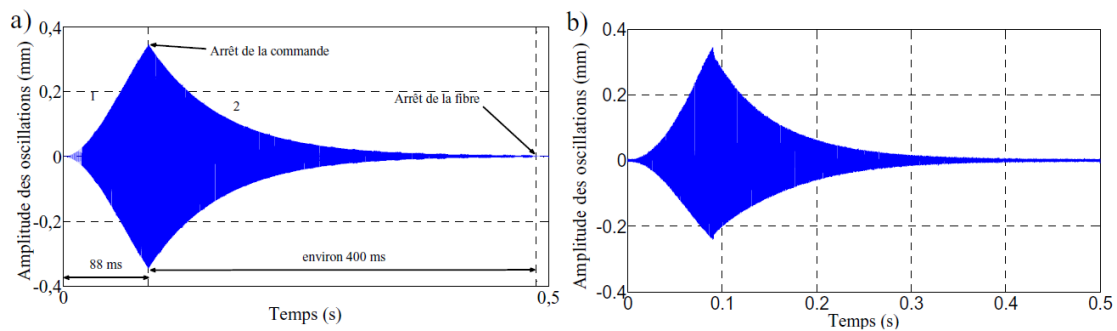 a)
Amplitude des oscillations (mm)
0,4
0,2
0
-0.2
-0,4
1
2
Arrêt de la commande
Arrêt de la fibre
88 ms
environ 400 ms
0
0,5
Temps (s)
b)
Amplitude des oscillations (mm)
0.4
0.2
0
-0.2
-0.4
0
0.1
0.2
0.3
0.4
0.5
Temps (s)